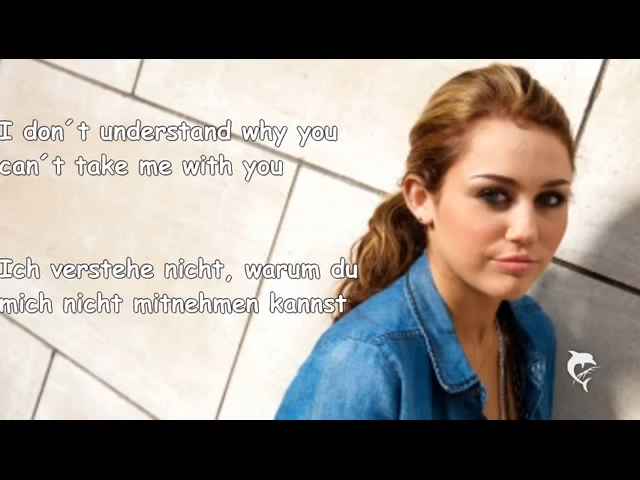 I don´t understand why you
can´t take me with you
Ich verstehe nicht, warum du
mich nicht mitnehmen kannst